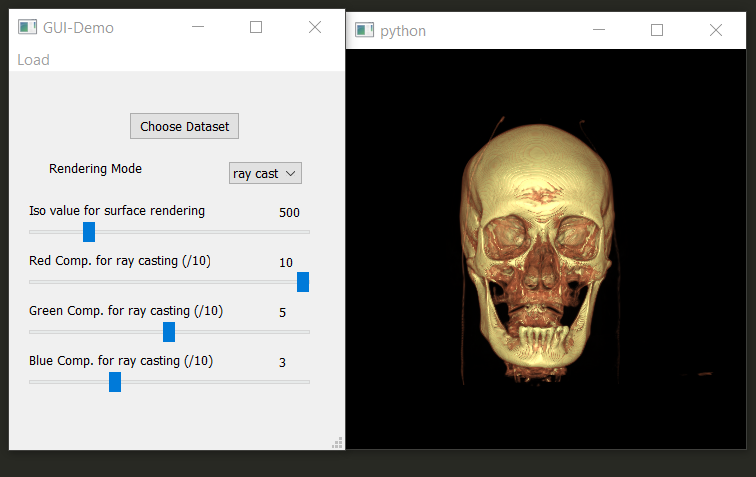 GUI-Demo
Load
Choose Dataset
Rendering Mode
ray cast
Iso value for surface rendering
500
Red Comp. for ray casting (/10)
10
Green Comp. for ray casting (/10)
5
Blue Comp. for ray casting (/10)
3
python